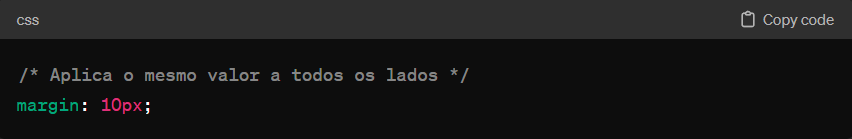 css
Copy code
/* Aplica o mesmo valor a todos os lados */
margin: 10px;